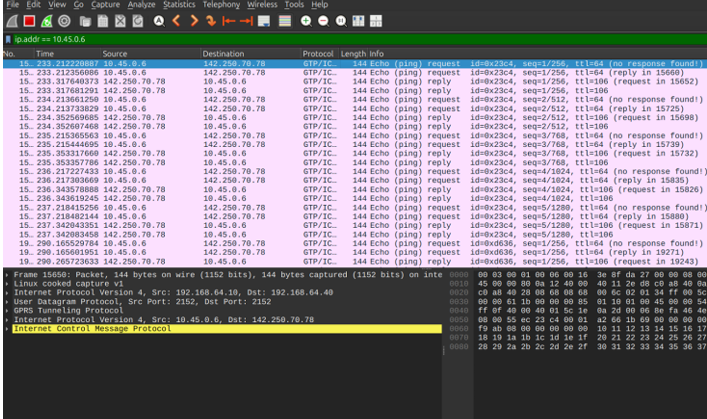 File Edit View Go Capture Analyze Statistics Telephony Wireless Tools Help
ip.addr == 10.45.0.6
No. Time Source Destination Protocol Length Info
15… 233.212220887 10.45.0.6 142.250.70.78 GTP/IC… 144 Echo (ping) request id=0x23c4, seq=1/256, ttl=64 (no response found!)
15… 233.212356086 10.45.0.6 142.250.70.78 GTP/IC… 144 Echo (ping) request id=0x23c4, seq=1/256, ttl=64 (reply in 15660)
15… 233.317640373 142.250.70.78 10.45.0.6 GTP/IC… 144 Echo (ping) reply id=0x23c4, seq=1/256, ttl=106 (request in 15652)
15… 233.317681291 142.250.70.78 10.45.0.6 GTP/IC… 144 Echo (ping) reply id=0x23c4, seq=1/256, ttl=106
15… 234.213661250 10.45.0.6 142.250.70.78 GTP/IC… 144 Echo (ping) request id=0x23c4, seq=2/512, ttl=64 (no response found!)
15… 234.213733829 10.45.0.6 142.250.70.78 GTP/IC… 144 Echo (ping) request id=0x23c4, seq=2/512, ttl=64 (reply in 15725)
15… 234.352569685 142.250.70.78 10.45.0.6 GTP/IC… 144 Echo (ping) reply id=0x23c4, seq=2/512, ttl=106 (request in 15698)
15… 234.352607468 142.250.70.78 10.45.0.6 GTP/IC… 144 Echo (ping) reply id=0x23c4, seq=2/512, ttl=106
15… 235.215365563 10.45.0.6 142.250.70.78 GTP/IC… 144 Echo (ping) request id=0x23c4, seq=3/768, ttl=64 (no response found!)
15… 235.215444695 10.45.0.6 142.250.70.78 GTP/IC… 144 Echo (ping) request id=0x23c4, seq=3/768, ttl=64 (reply in 15739)
15… 235.353317660 142.250.70.78 10.45.0.6 GTP/IC… 144 Echo (ping) reply id=0x23c4, seq=3/768, ttl=106 (request in 15732)
15… 235.353357786 142.250.70.78 10.45.0.6 GTP/IC… 144 Echo (ping) reply id=0x23c4, seq=3/768, ttl=106
15… 236.217227433 10.45.0.6 142.250.70.78 GTP/IC… 144 Echo (ping) request id=0x23c4, seq=4/1024, ttl=64 (no response found!)
15… 236.217303669 10.45.0.6 142.250.70.78 GTP/IC… 144 Echo (ping) request id=0x23c4, seq=4/1024, ttl=64 (reply in 15835)
15… 236.343578888 142.250.70.78 10.45.0.6 GTP/IC… 144 Echo (ping) reply id=0x23c4, seq=4/1024, ttl=106 (request in 15826)
15… 236.343619245 142.250.70.78 10.45.0.6 GTP/IC… 144 Echo (ping) reply id=0x23c4, seq=4/1024, ttl=106
15… 237.218415256 10.45.0.6 142.250.70.78 GTP/IC… 144 Echo (ping) request id=0x23c4, seq=5/1280, ttl=64 (no response found!)
15… 237.218482144 10.45.0.6 142.250.70.78 GTP/IC… 144 Echo (ping) request id=0x23c4, seq=5/1280, ttl=64 (reply in 15880)
15… 237.342043351 142.250.70.78 10.45.0.6 GTP/IC… 144 Echo (ping) reply id=0x23c4, seq=5/1280, ttl=106 (request in 15871)
15… 237.342083458 142.250.70.78 10.45.0.6 GTP/IC… 144 Echo (ping) reply id=0x23c4, seq=5/1280, ttl=106
19… 290.165529784 10.45.0.6 142.250.70.78 GTP/IC… 144 Echo (ping) request id=0xd636, seq=1/256, ttl=64 (no response found!)
19… 290.165601951 10.45.0.6 142.250.70.78 GTP/IC… 144 Echo (ping) request id=0xd636, seq=1/256, ttl=64 (reply in 19271)
19… 290.265723633 142.250.70.78 10.45.0.6 GTP/IC… 144 Echo (ping) reply id=0xd636, seq=1/256, ttl=106 (request in 19243)
Frame 15650: Packet, 144 bytes on wire (1152 bits), 144 bytes captured (1152 bits) on inte
Linux cooked capture v1
Internet Protocol Version 4, Src: 192.168.64.10, Dst: 192.168.64.40
User Datagram Protocol, Src Port: 2152, Dst Port: 2152
GPRS Tunneling Protocol
Internet Protocol Version 4, Src: 10.45.0.6, Dst: 142.250.70.78
Internet Control Message Protocol
0000 00 03 00 01 00 06 00 16 3e 8f da 27 00 00 08 00
0010 45 00 00 80 0a 12 40 00 40 11 2e d8 c0 a8 40 0a
0020 c0 a8 40 28 08 68 08 68 00 6c 02 01 34 ff 00 5c
0030 00 00 61 1b 00 00 00 85 01 10 01 00 45 00 00 54
0040 ff 0f 40 00 40 01 5c 1e 0a 2d 00 06 8e fa 46 4e
0050 08 00 55 ec 23 c4 00 01 a2 66 1b 69 00 00 00 00
0060 f9 ab 08 00 00 00 00 00 10 11 12 13 14 15 16 17
0070 18 19 1a 1b 1c 1d 1e 1f 20 21 22 23 24 25 26 27
0080 28 29 2a 2b 2c 2d 2e 2f 30 31 32 33 34 35 36 37